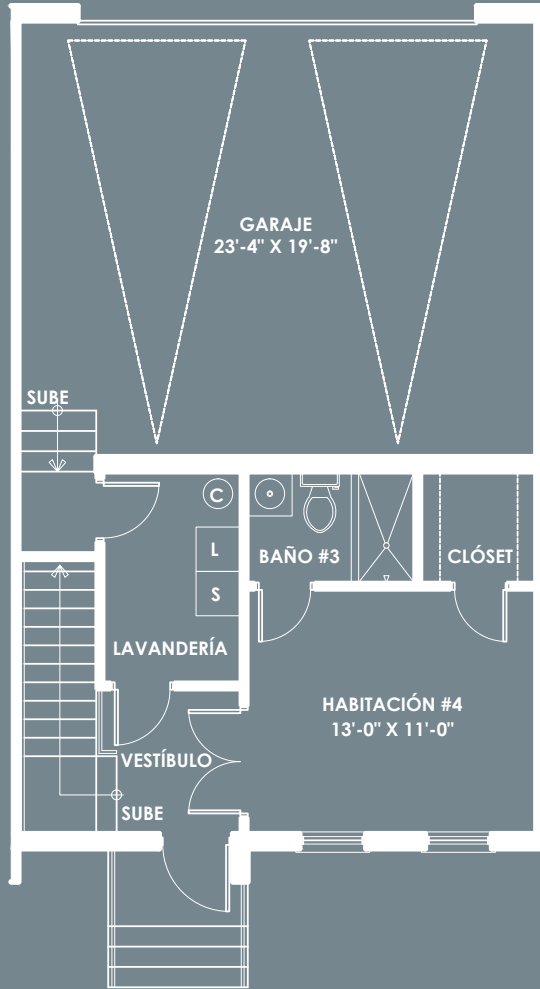 GARAJE
23'-4" X 19'-8"
SUBE
C
L
S
BAÑO #3
CLÓSET
LAVANDERÍA
HABITACIÓN #4
13'-0" X 11'-0"
VESTÍBULO
SUBE